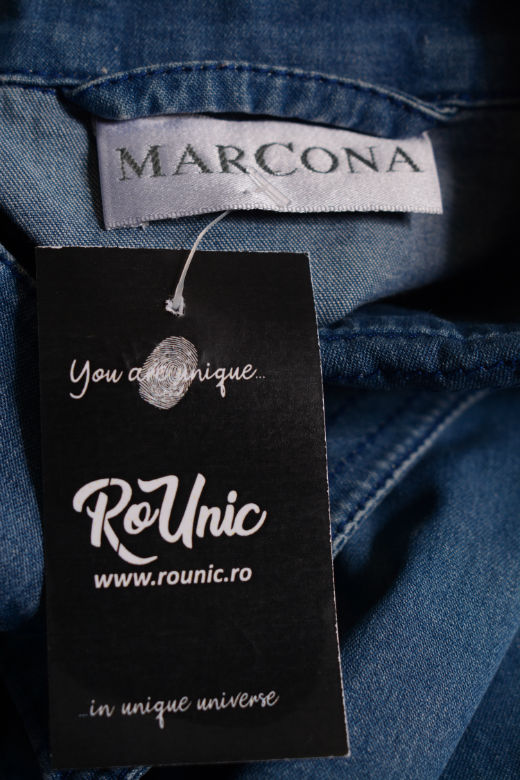 MARCONA
You are unique...
RoUnic
www.rounic.ro
...in unique universe